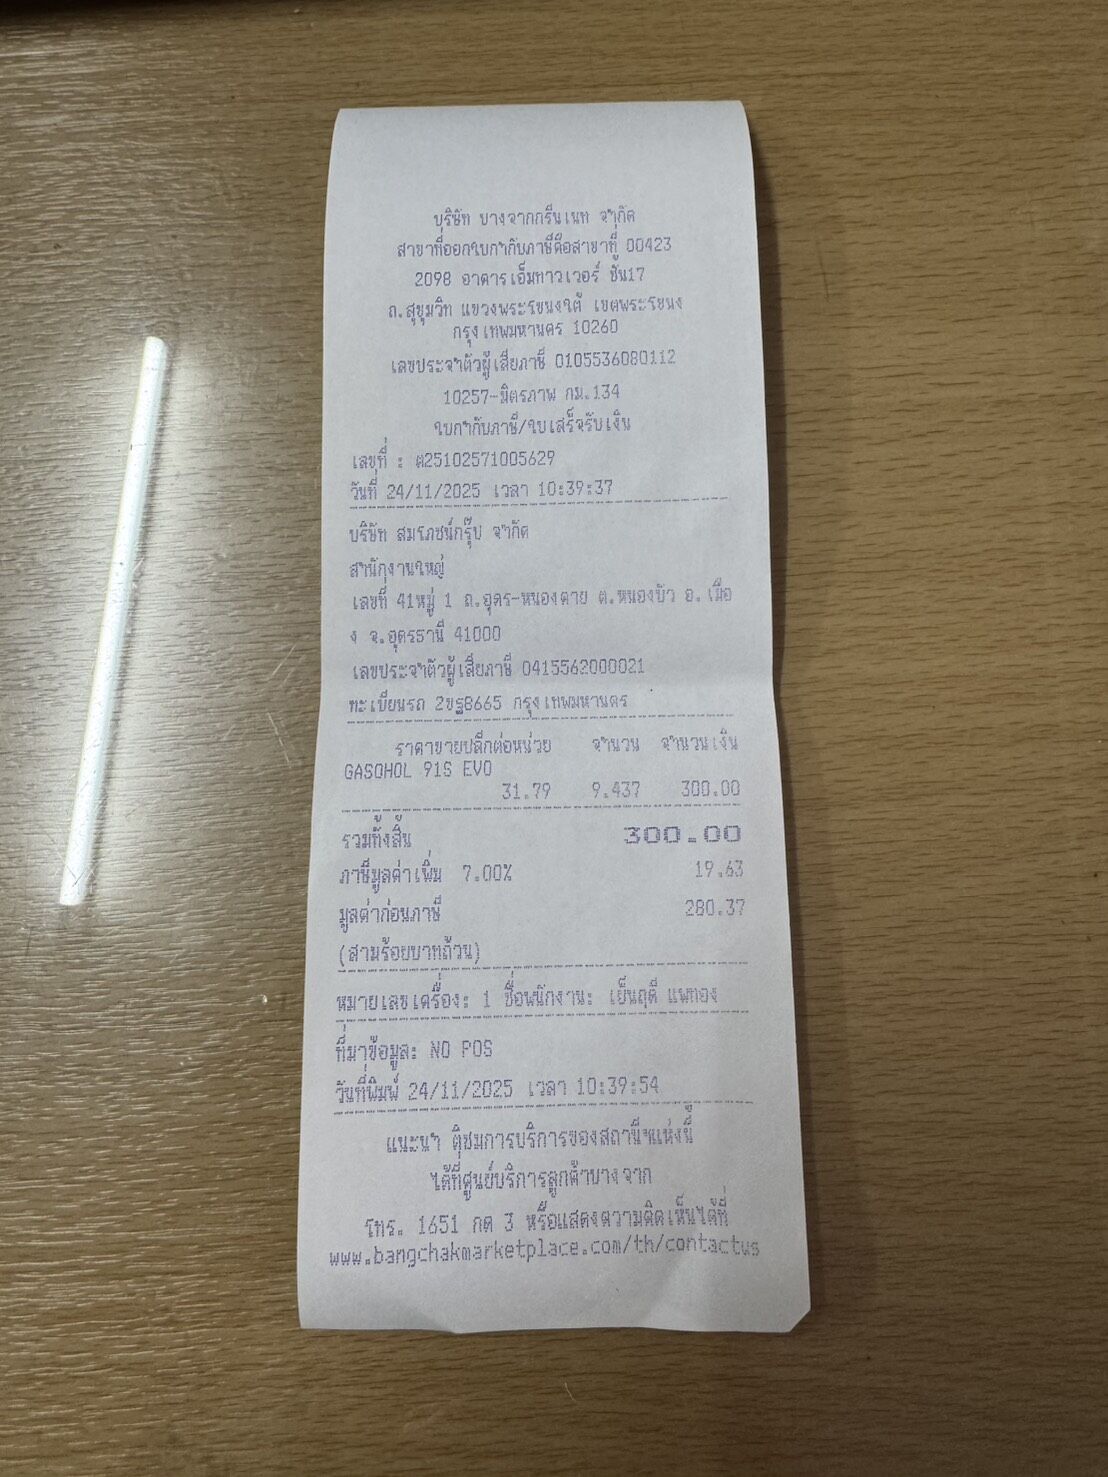 บริษัท บางจากกรีนเนท จำกัด
สาขาที่ออกใบกำกับภาษีคือสาขาที่ 00423
2098 อาคารเอ็มทาวเวอร์ ชั้น17
ถ.สุขุมวิท แขวงพระโขนงใต้ เขตพระโขนง
กรุงเทพมหานคร 10260
เลขประจำตัวผู้เสียภาษี 0105536080112
10257-มิตรภาพ กม.134
ใบกำกับภาษี/ใบเสร็จรับเงิน
เลขที่ : ต25102571005629
วันที่ 24/11/2025 เวลา 10:39:37
บริษัท สมโภชน์กรุ๊ป จำกัด
สำนักงานใหญ่
เลขที่ 41หมู่ 1 ถ.อุดร-หนองตาย ต.หนองบัว อ.เมือ
ง จ.อุดรธานี 41000
เลขประจำตัวผู้เสียภาษี 0415562000021
ทะเบียนรถ 2ขฐ8665 กรุงเทพมหานคร
ราคาขายปลีกต่อหน่วย จำนวน จำนวนเงิน
GASOHOL 91S EVO
31.79 9.437 300.00
รวมทั้งสิ้น 300.00
ภาษีมูลค่าเพิ่ม 7.00% 19.63
มูลค่าก่อนภาษี 280.37
(สามร้อยบาทถ้วน)
หมายเลขเครื่อง: 1 ชื่อพนักงาน: เย็นฤดี แพทอง
ที่มาข้อมูล: NO POS
วันที่พิมพ์ 24/11/2025 เวลา 10:39:54
แนะนำ ติชมการบริการของสถานีฯแห่งนี้
ได้ที่ศูนย์บริการลูกค้าบางจาก
โทร. 1651 กด 3 หรือแสดงความคิดเห็นได้ที่
www.bangchakmarketplace.com/th/contactus